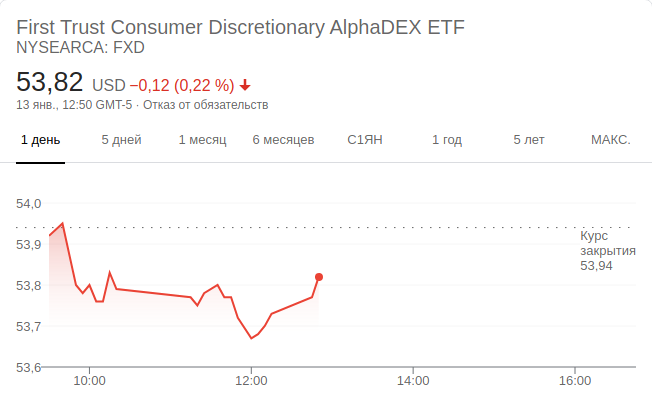 First Trust Consumer Discretionary AlphaDEX ETF
NYSEARCA: FXD
53,82 USD −0,12 (0,22 %)
13 янв., 12:50 GMT-5 · Отказ от обязательств
1 день 5 дней 1 месяц 6 месяцев С1ЯН 1 год 5 лет МАКС.
54,0
53,9
53,8
53,7
53,6
Курс
закрытия
53,94
10:00 12:00 14:00 16:00